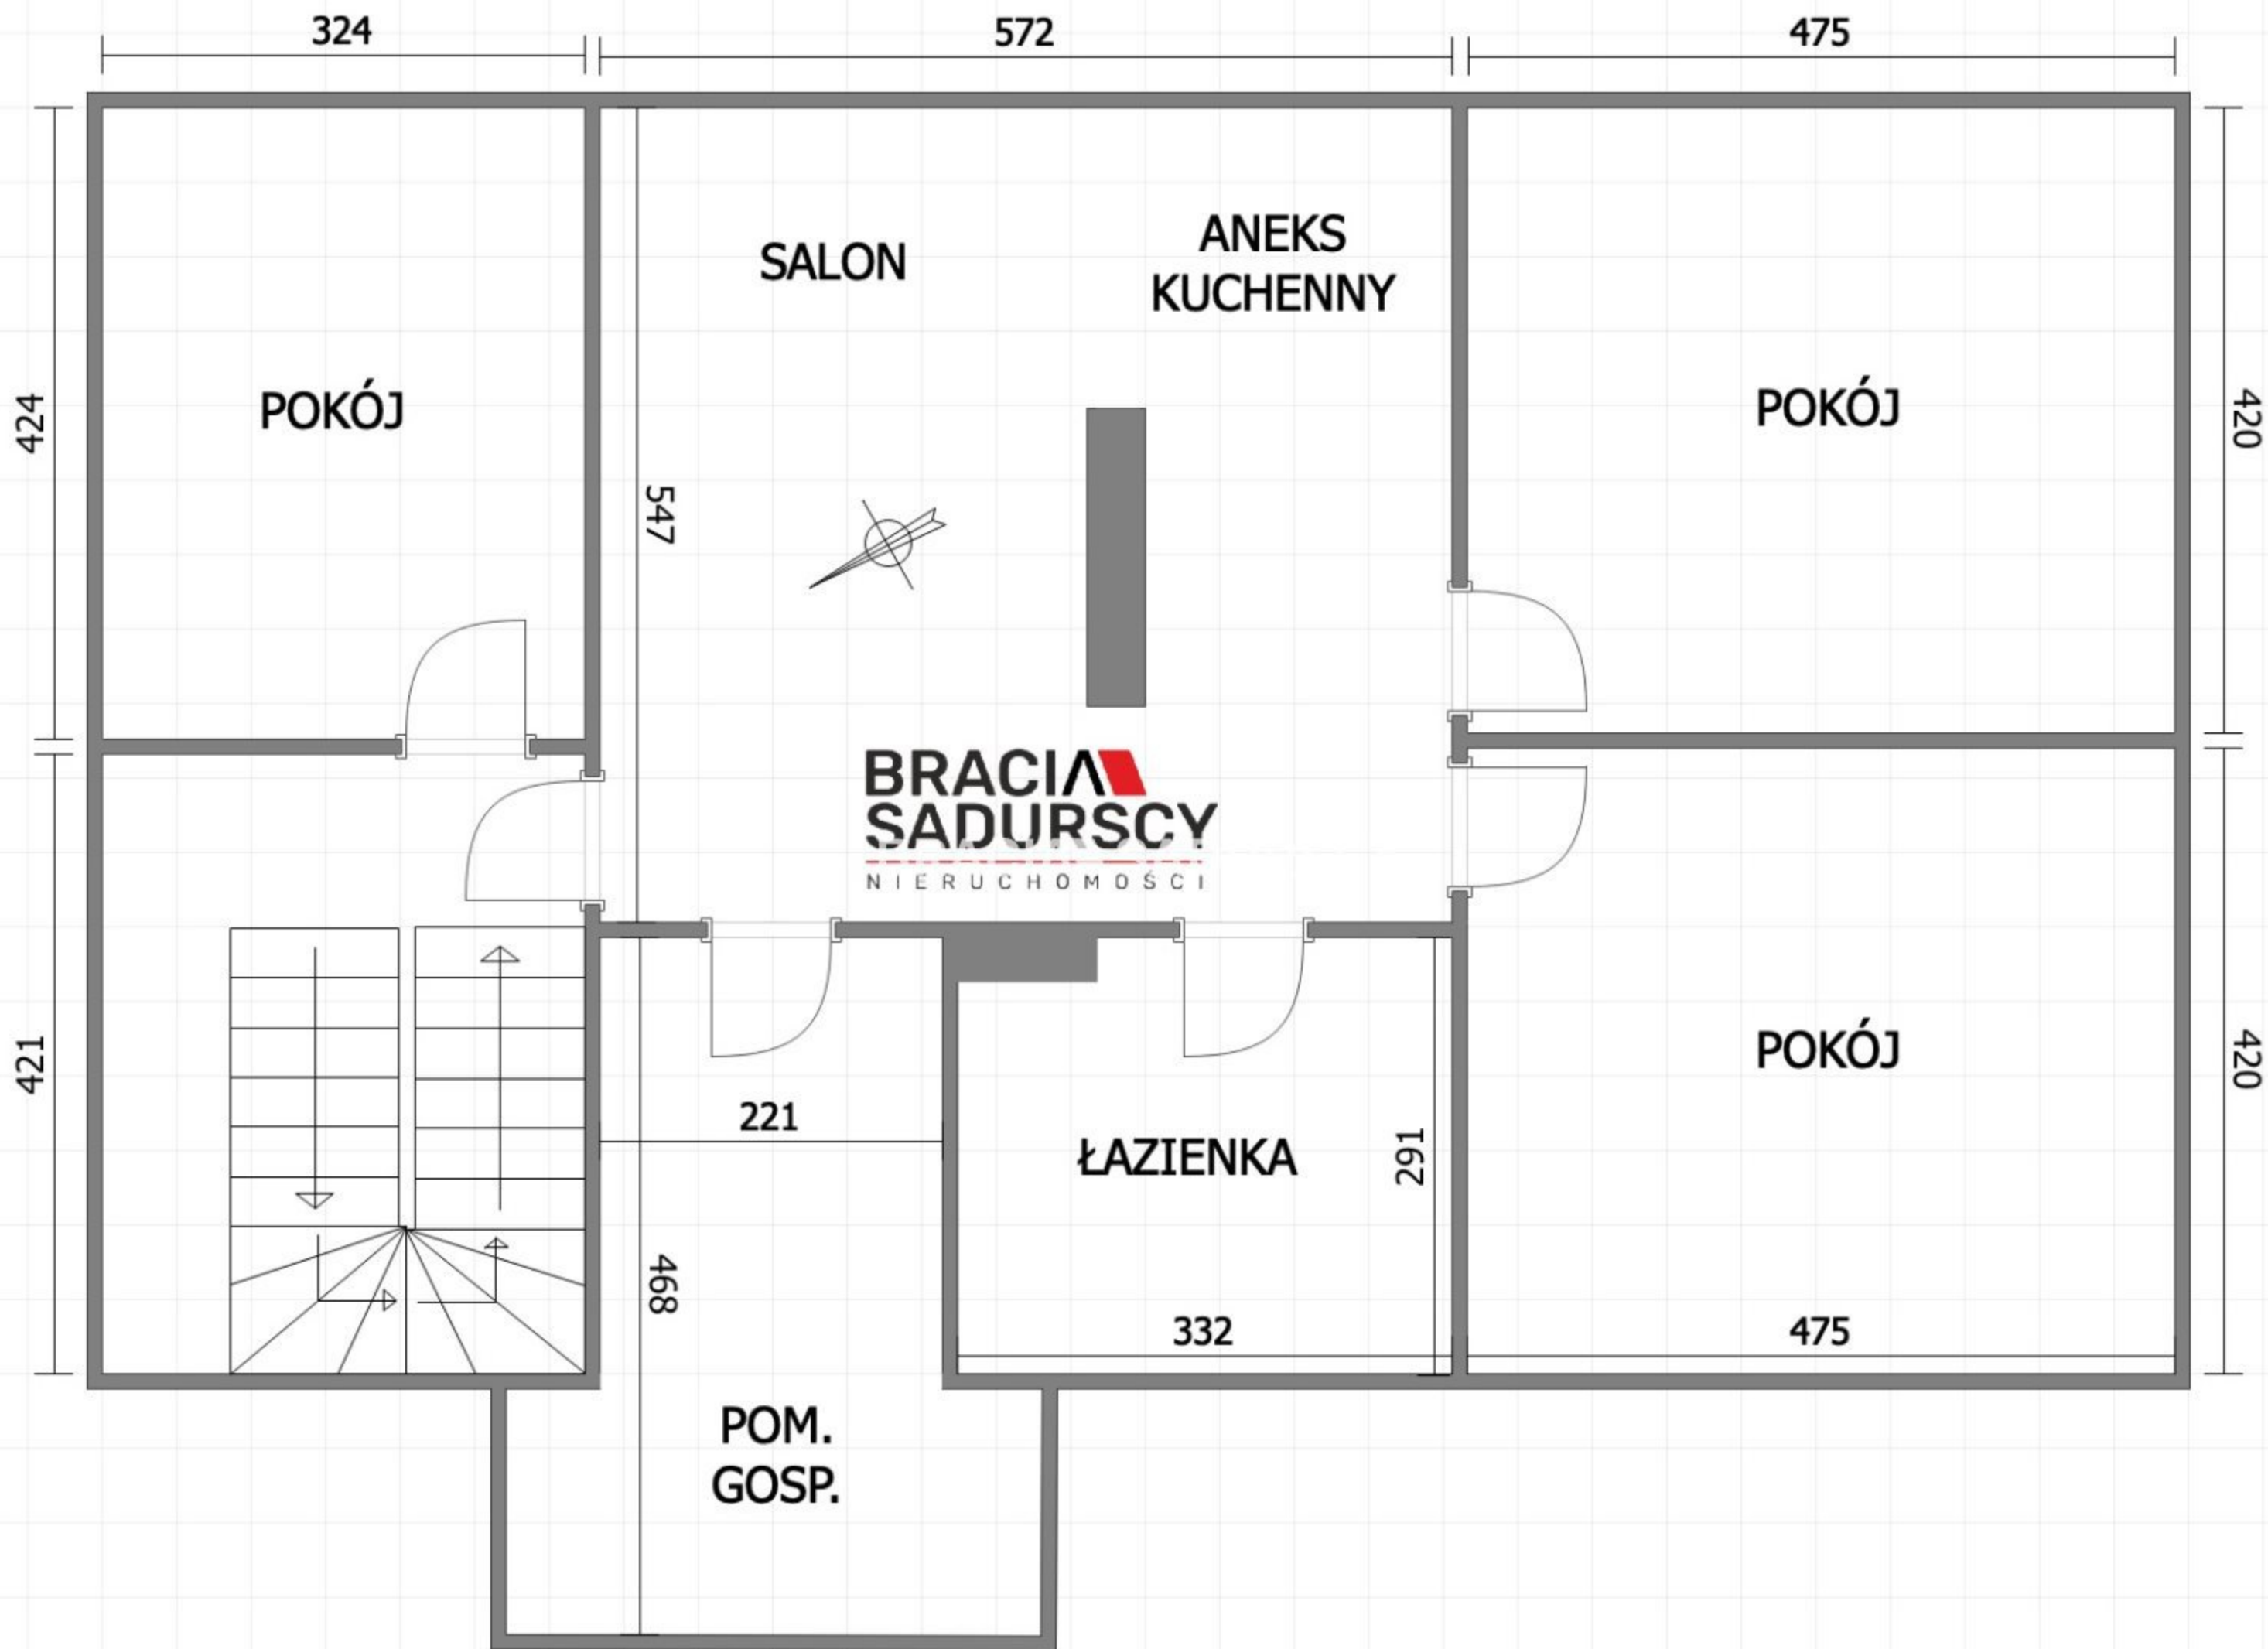 324
572
475
SALON
ANEKS
KUCHENNY
POKÓJ
POKÓJ
424
547
420
BRACIA
SADURSCY
NIERUCHOMOŚCI
421
221
ŁAZIENKA
291
POKÓJ
420
468
332
475
POM.
GOSP.